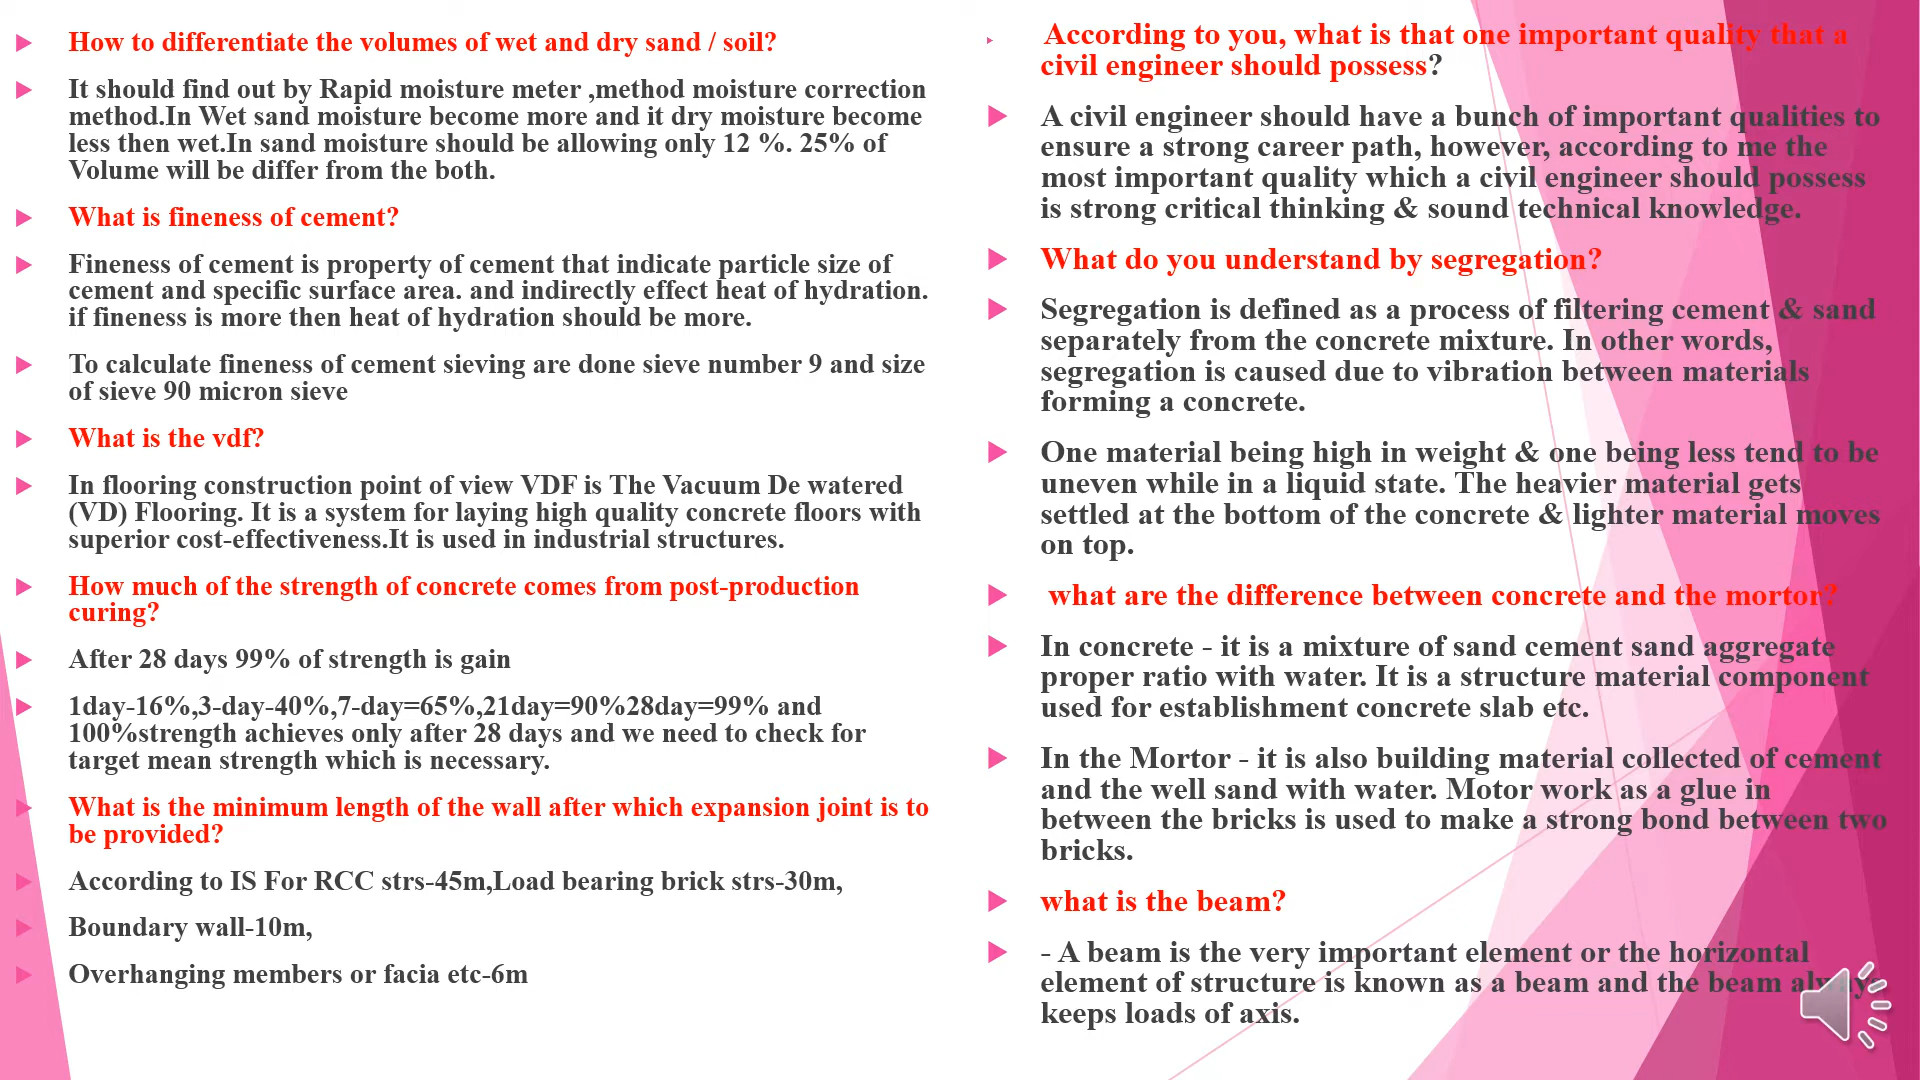 How to differentiate the volumes of wet and dry sand / soil?
It should find out by Rapid moisture meter ,method moisture correction
method.In Wet sand moisture become more and it dry moisture become
less then wet.In sand moisture should be allowing only 12 %. 25% of
Volume will be differ from the both.
What is fineness of cement?
Fineness of cement is property of cement that indicate particle size of
cement and specific surface area. and indirectly effect heat of hydration.
if fineness is more then heat of hydration should be more.
To calculate fineness of cement sieving are done sieve number 9 and size
of sieve 90 micron sieve
What is the vdf?
In flooring construction point of view VDF is The Vacuum De watered
(VD) Flooring. It is a system for laying high quality concrete floors with
superior cost-effectiveness.It is used in industrial structures.
How much of the strength of concrete comes from post-production
curing?
After 28 days 99% of strength is gain
1day-16%,3-day-40%,7-day=65%,21day=90%28day=99% and
100%strength achieves only after 28 days and we need to check for
target mean strength which is necessary.
What is the minimum length of the wall after which expansion joint is to
be provided?
According to IS For RCC strs-45m,Load bearing brick strs-30m,
Boundary wall-10m,
Overhanging members or facia etc-6m
According to you, what is that one important quality that a
civil engineer should possess?
A civil engineer should have a bunch of important qualities to
ensure a strong career path, however, according to me the
most important quality which a civil engineer should possess
is strong critical thinking & sound technical knowledge.
What do you understand by segregation?
Segregation is defined as a process of filtering cement & sand
separately from the concrete mixture. In other words,
segregation is caused due to vibration between materials
forming a concrete.
One material being high in weight & one being less tend to be
uneven while in a liquid state. The heavier material gets
settled at the bottom of the concrete & lighter material moves
on top.
what are the difference between concrete and the mortor?
In concrete - it is a mixture of sand cement sand aggregate
proper ratio with water. It is a structure material component
used for establishment concrete slab etc.
In the Mortor - it is also building material collected of cement
and the well sand with water. Motor work as a glue in
between the bricks is used to make a strong bond between two
bricks.
what is the beam?
- A beam is the very important element or the horizontal
element of structure is known as a beam and the beam
keeps loads of axis.